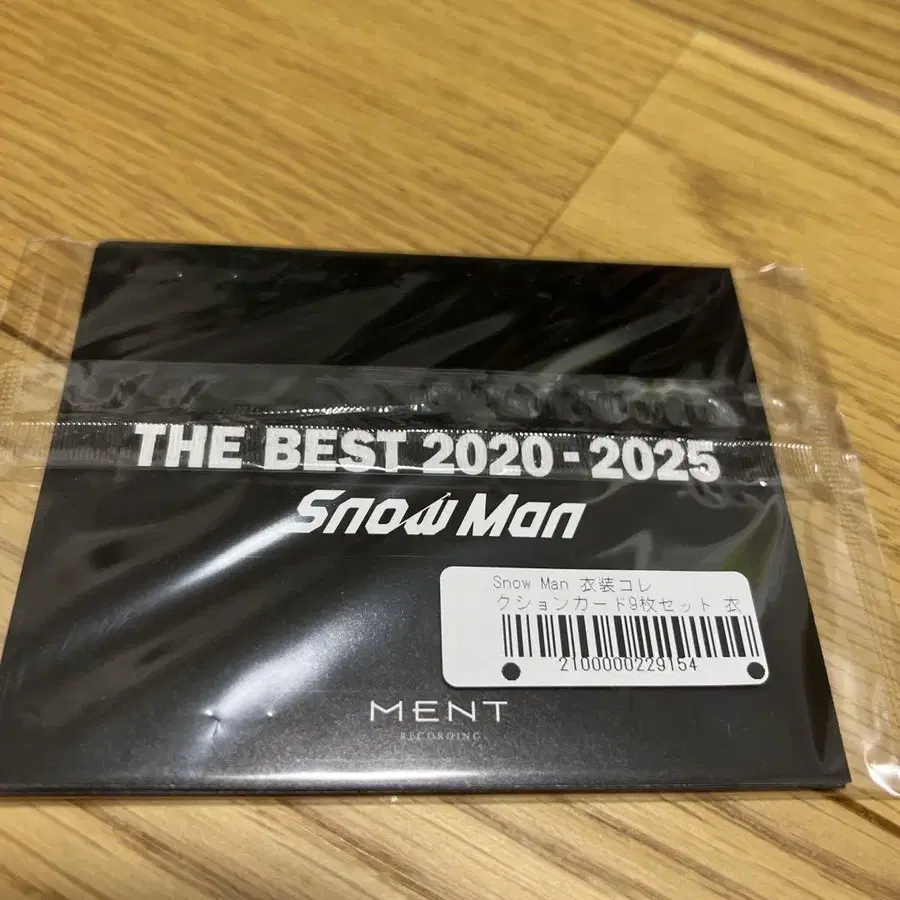 THE BEST 2020-2025
Snow Man
Snow Man 衣装コレ
クションカード9枚セット 衣
2100000229154
MENT
RECORDING